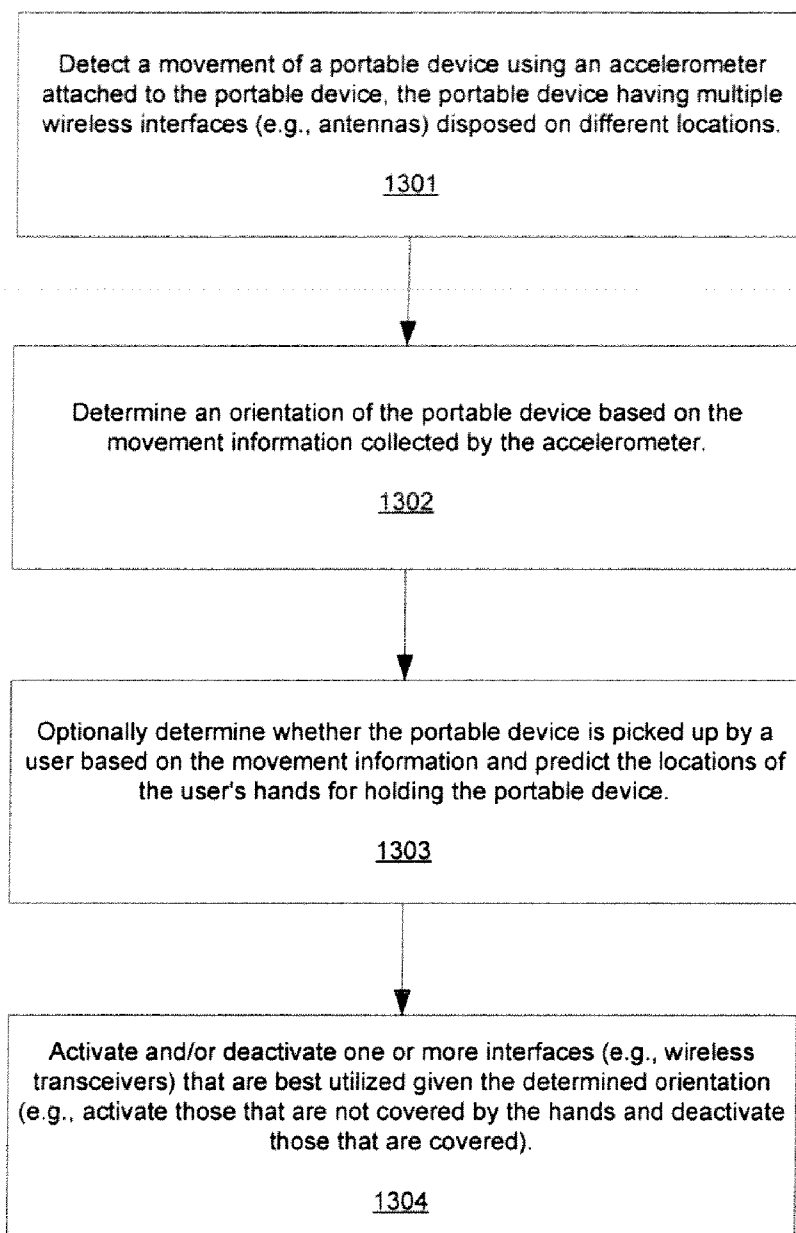 Detect a movement of a portable device using an accelerometer
attached to the portable device, the portable device having multiple
wireless interfaces (e.g., antennas) disposed on different locations.
1301
Determine an orientation of the portable device based on the
movement information collected by the accelerometer.
1302
Optionally determine whether the portable device is picked up by a
user based on the movement information and predict the locations of
the user's hands for holding the portable device.
1303
Activate and/or deactivate one or more interfaces (e.g., wireless
transceivers) that are best utilized given the determined orientation
(e.g., activate those that are not covered by the hands and deactivate
those that are covered).
1304